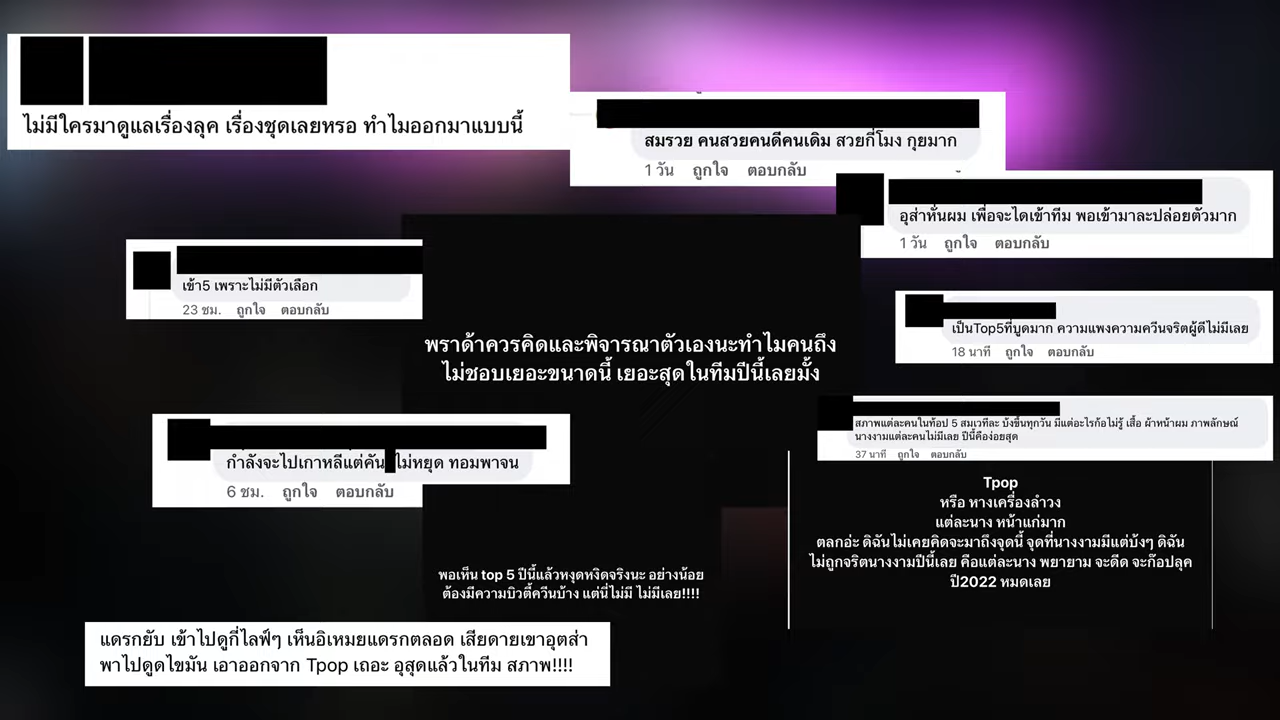 ไม่มีใครมาดูแลเรื่องลุค เรื่องชุดเลยหรอ ทำไมออกมาแบบนี้
สมรวย คนสวยคนดีคนเดิม สวยกี่โมง กุยมาก
1 วัน ถูกใจ ตอบกลับ
อุส่าหั่นผม เพื่อจะไดเข้าทีม พอเข้ามาละปล่อยตัวมาก
1 วัน ถูกใจ ตอบกลับ
เข้า5 เพราะไม่มีตัวเลือก
23 ชม. ถูกใจ ตอบกลับ
เป็นTop5ที่บูดมาก ความแพงความควีนจริตผู้ดีไม่มีเลย
18 นาที ถูกใจ ตอบกลับ
พราด้าควรคิดและพิจารณาตัวเองนะทำไมคนถึง
ไม่ชอบเยอะขนาดนี้ เยอะสุดในทีมปีนี้เลยมั้ง
สภาพแต่ละคนในท้อป 5 สมเวทีละ บ้งขึ้นทุกวัน มีแต่อะไรก้อไม่รู้ เสื้อ ผ้าหน้าผม ภาพลักษณ์
นางงามแต่ละคนไม่มีเลย ปีนี้คือง่อยสุด
37 นาที ถูกใจ ตอบกลับ
กำลังจะไปเกาหลีแต่คัน ไม่หยุด ทอมพาจน
6 ชม. ถูกใจ ตอบกลับ
Tpop
หรือ หางเครื่องลำวง
แต่ละนาง หน้าแก่มาก
ตลกอ่ะ ดิฉันไม่เคยคิดจะมาถึงจุดนี้ จุดที่นางงามมีแต่บ้งๆ ดิฉัน
ไม่ถูกจริตนางงามปีนี้เลย คือแต่ละนาง พยายาม จะดีด จะก๊อปลุค
ปี2022 หมดเลย
พอเห็น top 5 ปีนี้แล้วหงุดหงิดจริงนะ อย่างน้อย
ต้องมีความบิวตี้ควีนบ้าง แต่นี่ไม่มี ไม่มีเลย!!!!
แดรกยับ เข้าไปดูกี่ไลฟ์ๆ เห็นอิเหมยแดรกตลอด เสียดายเขาอุตส่า
พาไปดูดไขมัน เอาออกจาก Tpop เถอะ อุสุดแล้วในทีม สภาพ!!!!